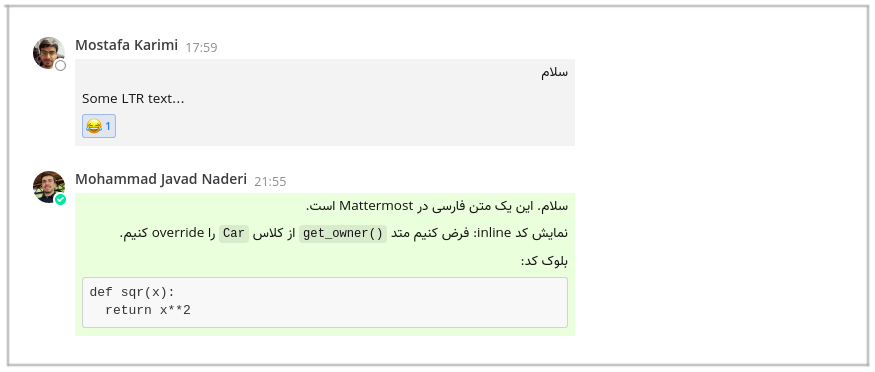 Mostafa Karimi 17:59
سلام
Some LTR text...
😂 1
Mohammad Javad Naderi 21:55
سلام. این یک متن فارسی در Mattermost است.
نمایش کد inline: فرض کنیم متد get_owner() از کلاس Car را override کنیم.
بلوک کد:
def sqr(x):
  return x**2